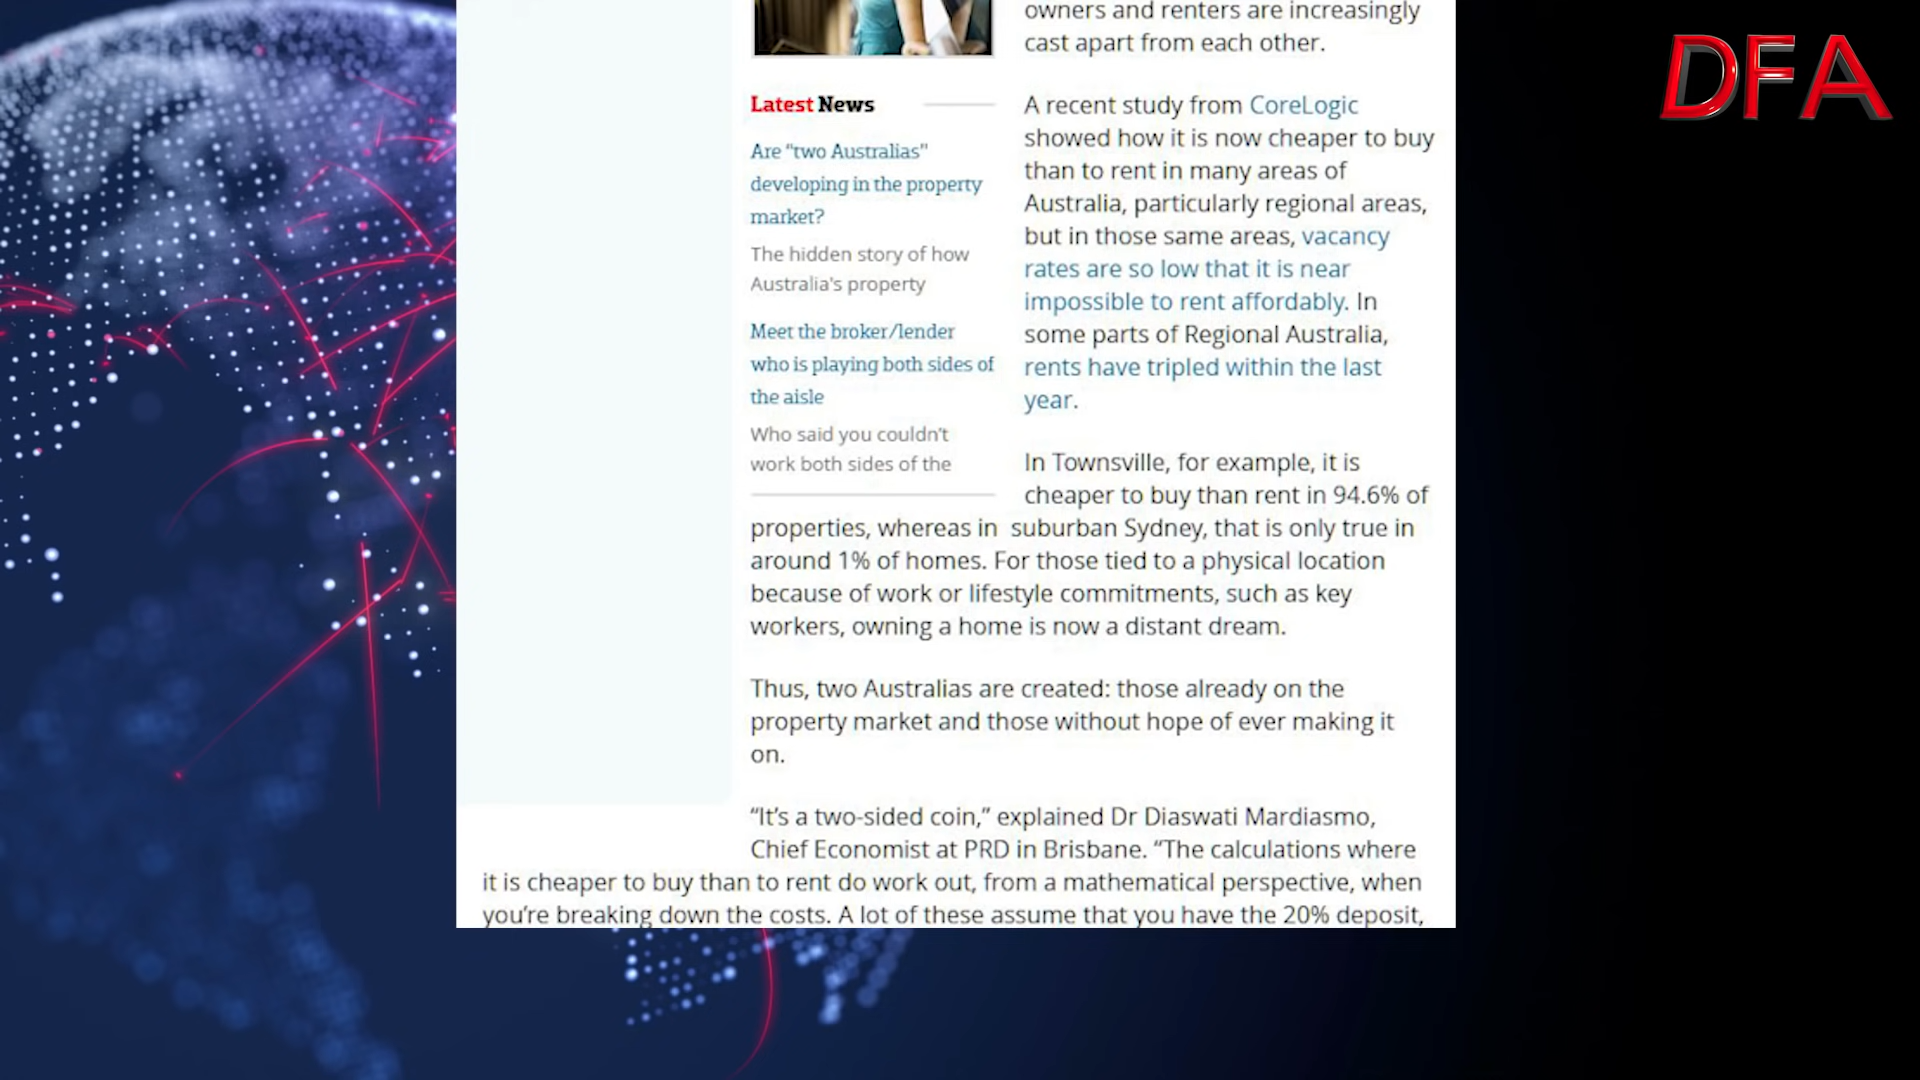 DFA
owners and renters are increasingly
cast apart from each other.
Latest News
Are “two Australias”
developing in the property
market?
The hidden story of how
Australia's property
Meet the broker/lender
who is playing both sides of
the aisle
Who said you couldn’t
work both sides of the
A recent study from CoreLogic
showed how it is now cheaper to buy
than to rent in many areas of
Australia, particularly regional areas,
but in those same areas, vacancy
rates are so low that it is near
impossible to rent affordably. In
some parts of Regional Australia,
rents have tripled within the last
year.
In Townsville, for example, it is
cheaper to buy than rent in 94.6% of
properties, whereas in suburban Sydney, that is only true in
around 1% of homes. For those tied to a physical location
because of work or lifestyle commitments, such as key
workers, owning a home is now a distant dream.
Thus, two Australias are created: those already on the
property market and those without hope of ever making it
on.
“It’s a two-sided coin,” explained Dr Diaswati Mardiasmo,
Chief Economist at PRD in Brisbane. “The calculations where
it is cheaper to buy than to rent do work out, from a mathematical perspective, when
you’re breaking down the costs. A lot of these assume that you have the 20% deposit,